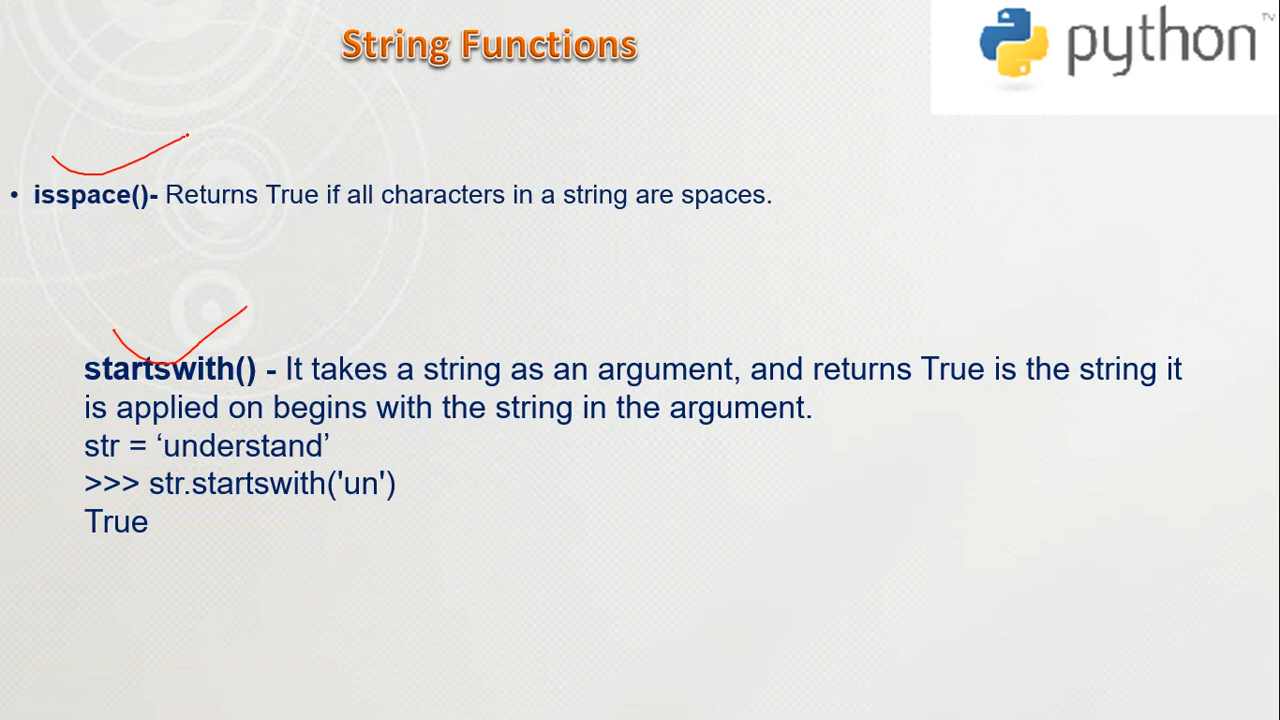 String Functions
python
TM
• isspace()- Returns True if all characters in a string are spaces.
startswith() - It takes a string as an argument, and returns True is the string it
is applied on begins with the string in the argument.
str = ‘understand’
>>> str.startswith('un')
True